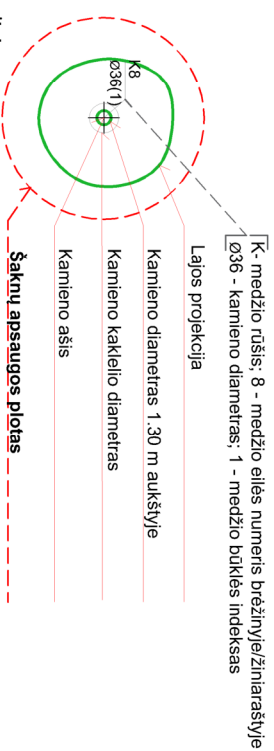 K- medžio rūšis; 8 - medžio eilės numeris brėžinyje/žiniaraštyje
Ø36 - kamieno diametras; 1 - medžio būklės indeksas
K8
Ø36(1)
Lajos projekcija
Kamieno diametras 1.30 m aukštyje
Kamieno kaklelio diametras
Kamieno ašis
Šaknų apsaugos plotas